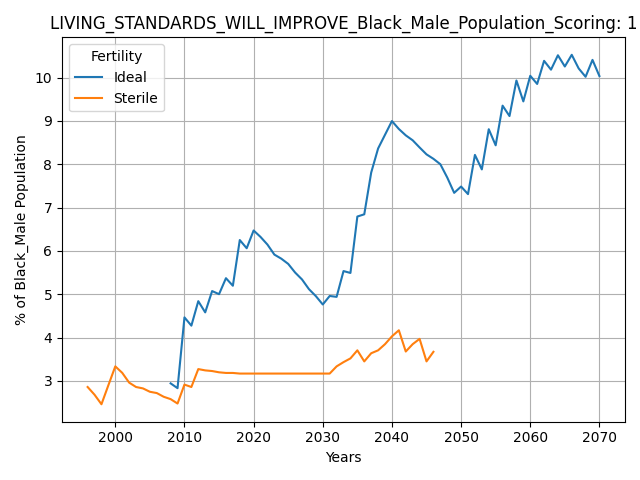 LIVING_STANDARDS_WILL_IMPROVE_Black_Male_Population_Scoring: 1
Fertility
Ideal
Sterile
% of Black_Male Population
10
9
8
7
6
5
4
3
2000 2010 2020 2030 2040 2050 2060 2070
Years